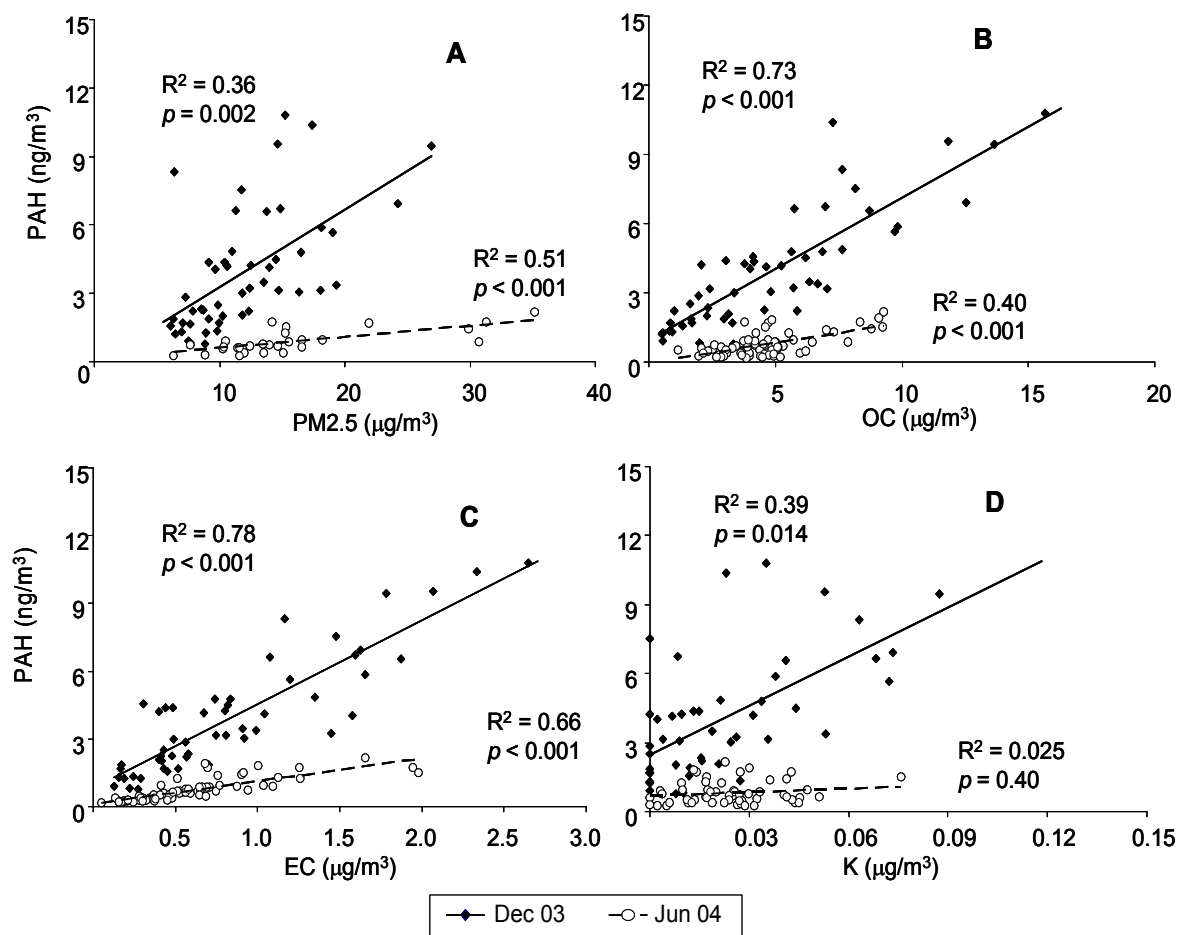 A
15
12
9
6
3
0
PAH (ng/m³)
R² = 0.36
p = 0.002
R² = 0.51
p < 0.001
10 20 30 40
PM2.5 (μg/m³)
B
15
12
9
6
3
0
R² = 0.73
p < 0.001
R² = 0.40
p < 0.001
5 10 15 20
OC (μg/m³)
C
15
12
9
6
3
0
PAH (ng/m³)
R² = 0.78
p < 0.001
R² = 0.66
p < 0.001
0.5 1.0 1.5 2.0 2.5 3.0
EC (μg/m³)
D
15
12
9
6
3
0
R² = 0.39
p = 0.014
R² = 0.025
p = 0.40
0.03 0.06 0.09 0.12 0.15
K (μg/m³)
Dec 03 Jun 04